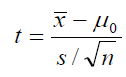 t = (x̄ − μ₀) / (s / √n)